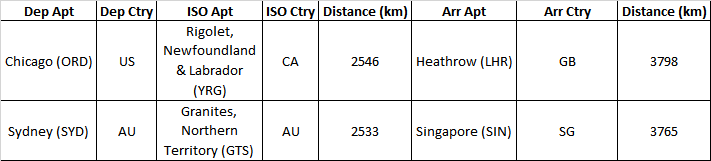 Dep Apt Dep Ctry ISO Apt ISO Ctry Distance (km) Arr Apt Arr Ctry Distance (km)
Rigolet,
Newfoundland
Chicago (ORD) US & Labrador CA 2546 Heathrow (LHR) GB 3798
(YRG)
Granites,
Sydney (SYD) AU Northern AU 2533 Singapore (SIN) SG 3765
Territory (GTS)